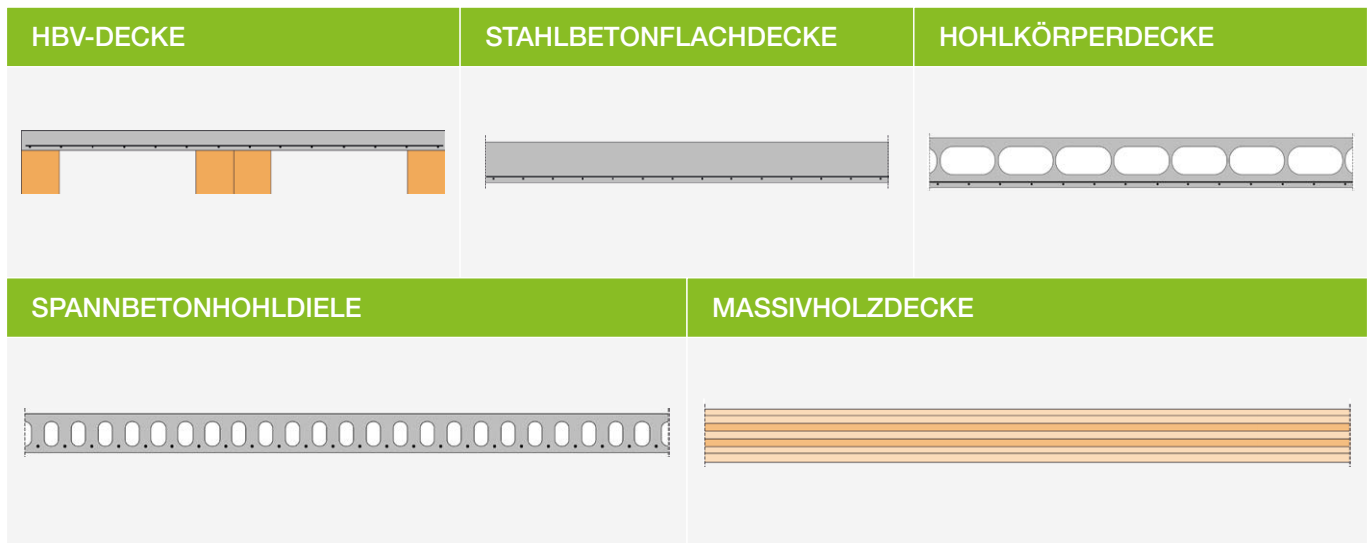 HBV-DECKE
STAHLBETONFLACHDECKE
HOHLKÖRPERDECKE
SPANNBETONHOHLDIELE
MASSIVHOLZDECKE